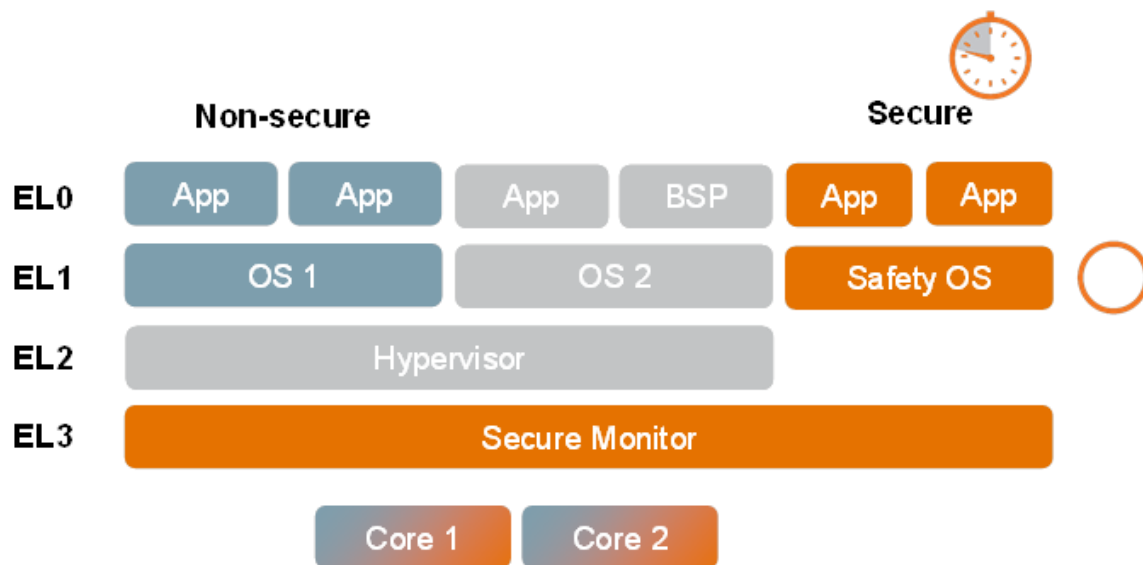 Non-secure Secure
EL0 App App App BSP App App
EL1 OS 1 OS 2 Safety OS
EL2 Hypervisor
EL3 Secure Monitor
Core 1 Core 2